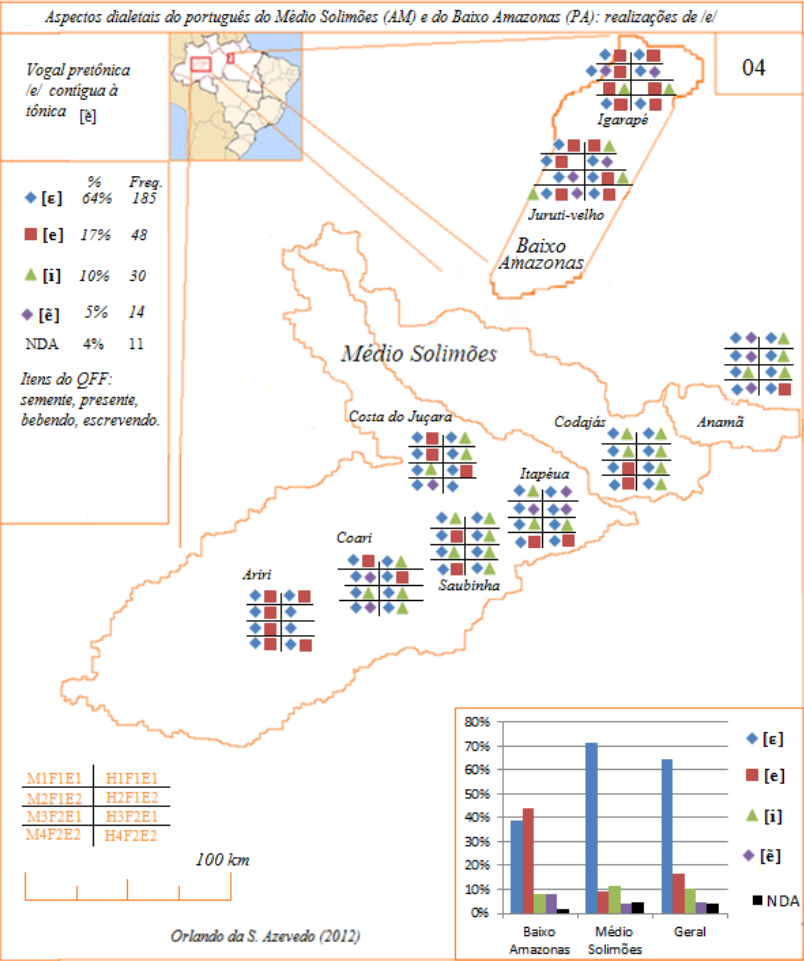 Aspectos dialetais do português do Médio Solimões (AM) e do Baixo Amazonas (PA): realizações de /e/
Vogal pretônica
/e/ contígua à
tônica [ẽ]
04
% Freq.
[ɛ] 64% 185
[e] 17% 48
[i] 10% 30
[ẽ] 5% 14
NDA 4% 11
Itens do QFF:
semente, presente,
bebendo, escrevendo.
Igarapé
Juruti-velho
Baixo
Amazonas
Médio Solimões
Costa do Juçara
Codajás
Anamã
Itapéua
Coari
Saubinha
Ariri
M1F1E1 H1F1E1
M2F1E2 H2F1E2
M3F2E1 H3F2E1
M4F2E2 H4F2E2
100 km
Orlando da S. Azevedo (2012)
80%
70%
60%
50%
40%
30%
20%
10%
0%
Baixo
Amazonas
Médio
Solimões
Geral
[ɛ]
[e]
[i]
[ẽ]
NDA